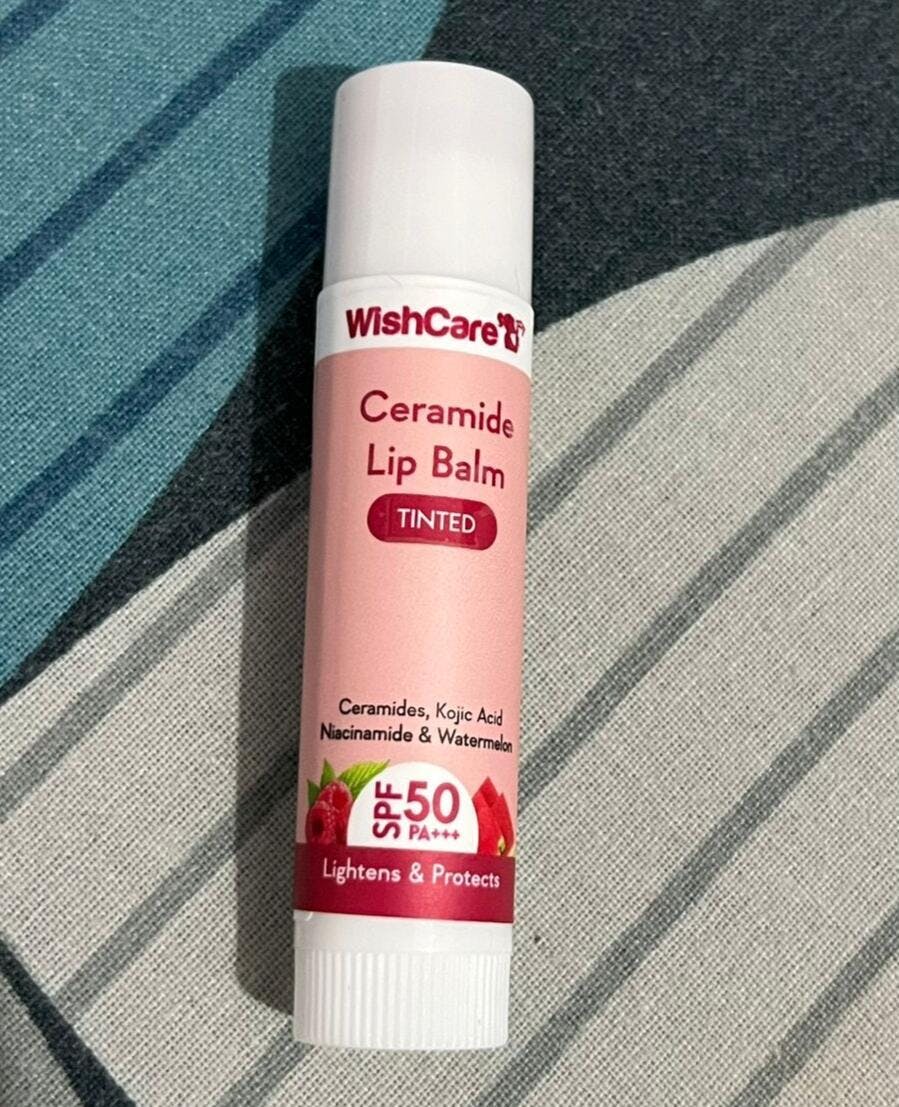 WishCare
Ceramide
Lip Balm
TINTED
Ceramides, Kojic Acid
Niacinamide & Watermelon
SPF 50
PA+++
Lightens & Protects